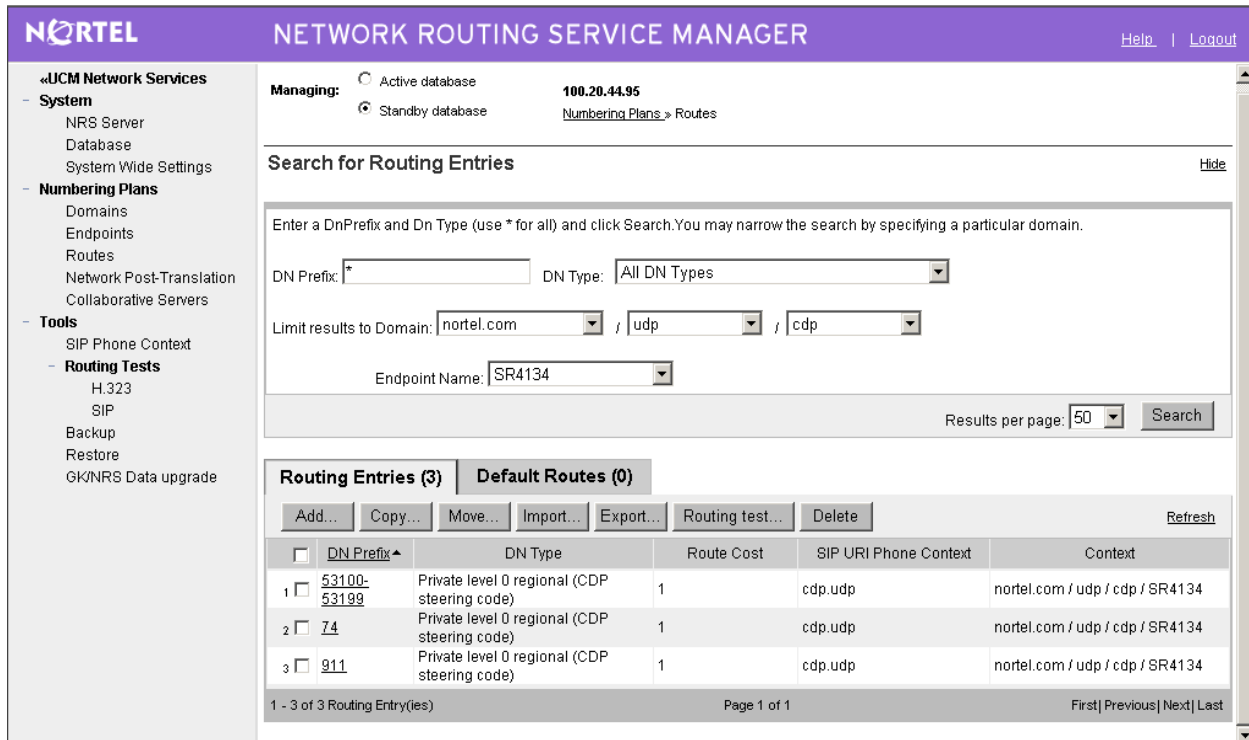 NORTEL
NETWORK ROUTING SERVICE MANAGER
Help | Logout
«UCM Network Services
- System
NRS Server
Database
System Wide Settings
- Numbering Plans
Domains
Endpoints
Routes
Network Post-Translation
Collaborative Servers
- Tools
SIP Phone Context
- Routing Tests
H.323
SIP
Backup
Restore
GK/NRS Data upgrade
Managing:
Active database
Standby database
100.20.44.95
Numbering Plans » Routes
Search for Routing Entries
Hide
Enter a DnPrefix and Dn Type (use * for all) and click Search.You may narrow the search by specifying a particular domain.
DN Prefix: * DN Type: All DN Types
Limit results to Domain: nortel.com / udp / cdp
Endpoint Name: SR4134
Results per page: 50 Search
Routing Entries (3) Default Routes (0)
Add... Copy... Move... Import... Export... Routing test... Delete Refresh
DN Prefix DN Type Route Cost SIP URI Phone Context Context
1 53100-53199 Private level 0 regional (CDP steering code) 1 cdp.udp nortel.com / udp / cdp / SR4134
2 74 Private level 0 regional (CDP steering code) 1 cdp.udp nortel.com / udp / cdp / SR4134
3 911 Private level 0 regional (CDP steering code) 1 cdp.udp nortel.com / udp / cdp / SR4134
1 - 3 of 3 Routing Entry(ies) Page 1 of 1 First| Previous| Next| Last